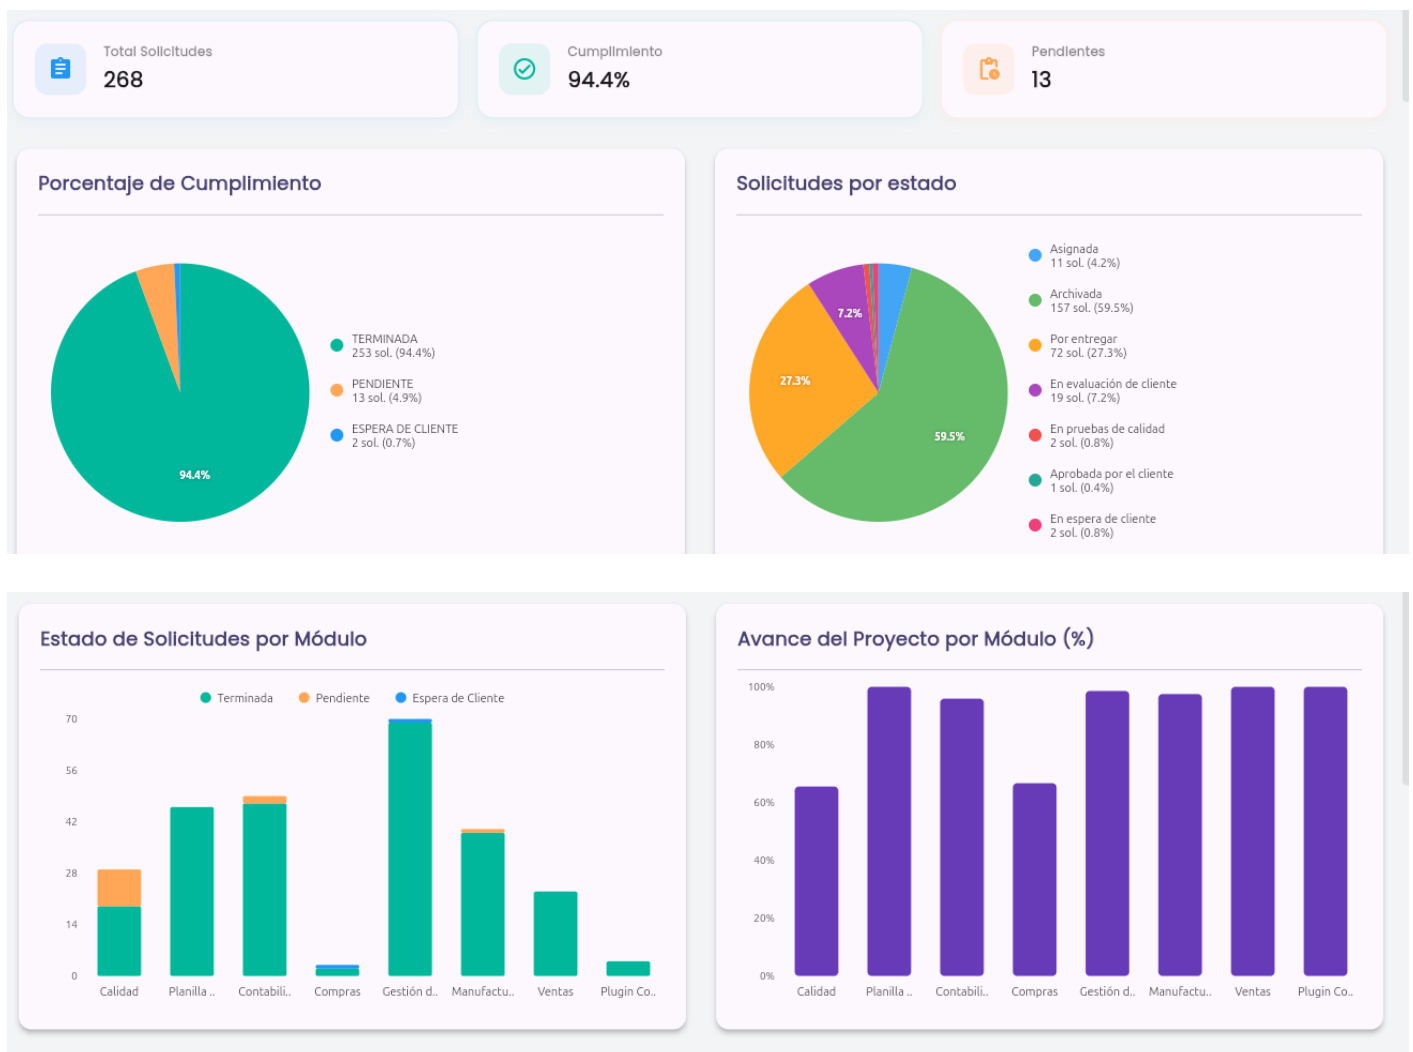 Total Solicitudes
268
Cumplimiento
94.4%
Pendientes
13
Porcentaje de Cumplimiento
94.4%
TERMINADA
253 sol. (94.4%)
PENDIENTE
13 sol. (4.9%)
ESPERA DE CLIENTE
2 sol. (0.7%)
Solicitudes por estado
7.2%
27.3%
59.5%
Asignada
11 sol. (4.2%)
Archivada
157 sol. (59.5%)
Por entregar
72 sol. (27.3%)
En evaluación de cliente
19 sol. (7.2%)
En pruebas de calidad
2 sol. (0.8%)
Aprobada por el cliente
1 sol. (0.4%)
En espera de cliente
2 sol. (0.8%)
Estado de Solicitudes por Módulo
Terminada Pendiente Espera de Cliente
70
56
42
28
14
0
Calidad Planilla .. Contabili.. Compras Gestión d.. Manufactu.. Ventas Plugin Co..
Avance del Proyecto por Módulo (%)
100%
80%
60%
40%
20%
0%
Calidad Planilla .. Contabili.. Compras Gestión d.. Manufactu.. Ventas Plugin Co..